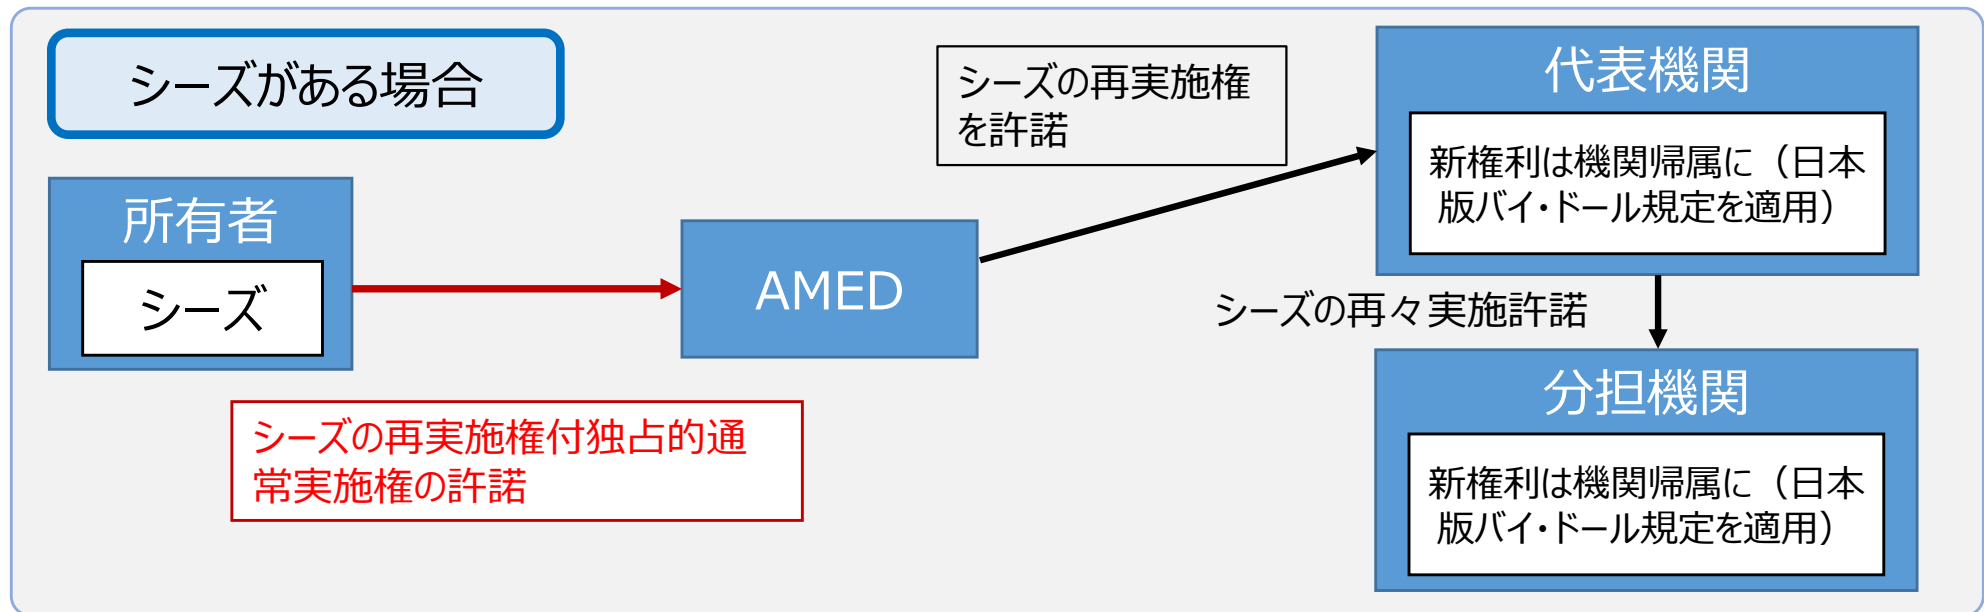 シーズがある場合
所有者
シーズ
シーズの再実施権付独占的通
常実施権の許諾
AMED
シーズの再実施権
を許諾
代表機関
新権利は機関帰属に（日本
版バイ・ドール規定を適用）
シーズの再々実施許諾
分担機関
新権利は機関帰属に（日本
版バイ・ドール規定を適用）